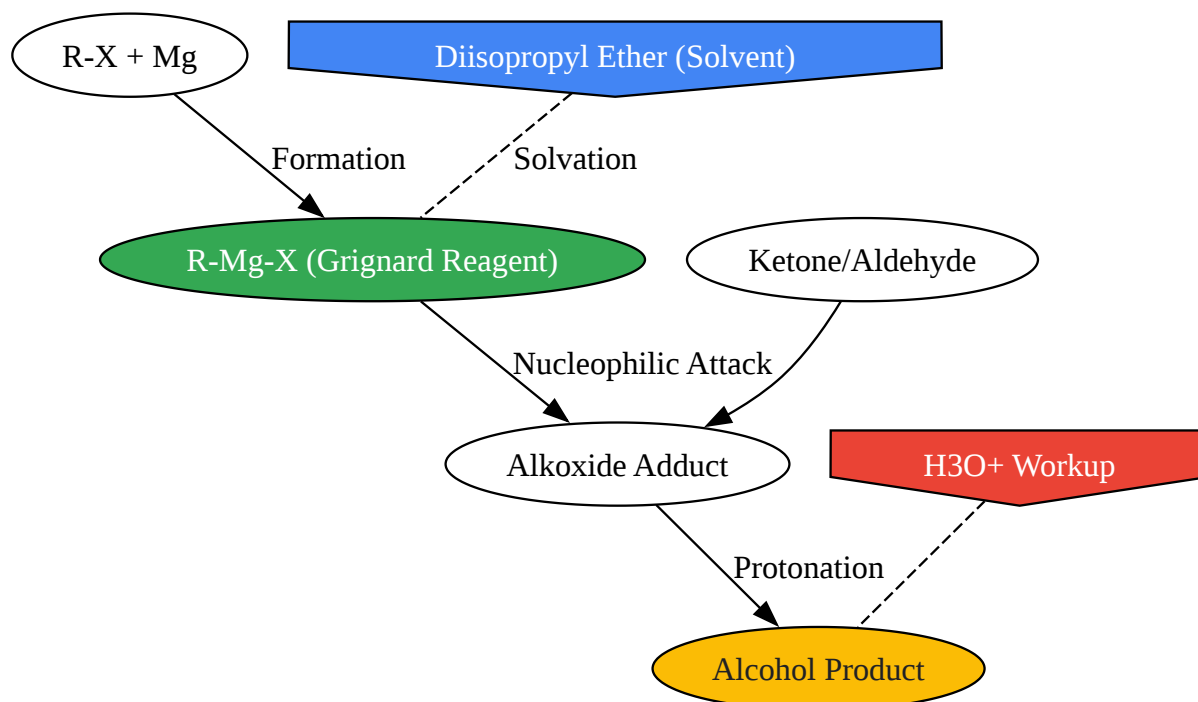 R-X + Mg
Diisopropyl Ether (Solvent)
Formation
Solvation
R-Mg-X (Grignard Reagent)
Ketone/Aldehyde
Nucleophilic Attack
Alkoxide Adduct
H3O+ Workup
Protonation
Alcohol Product